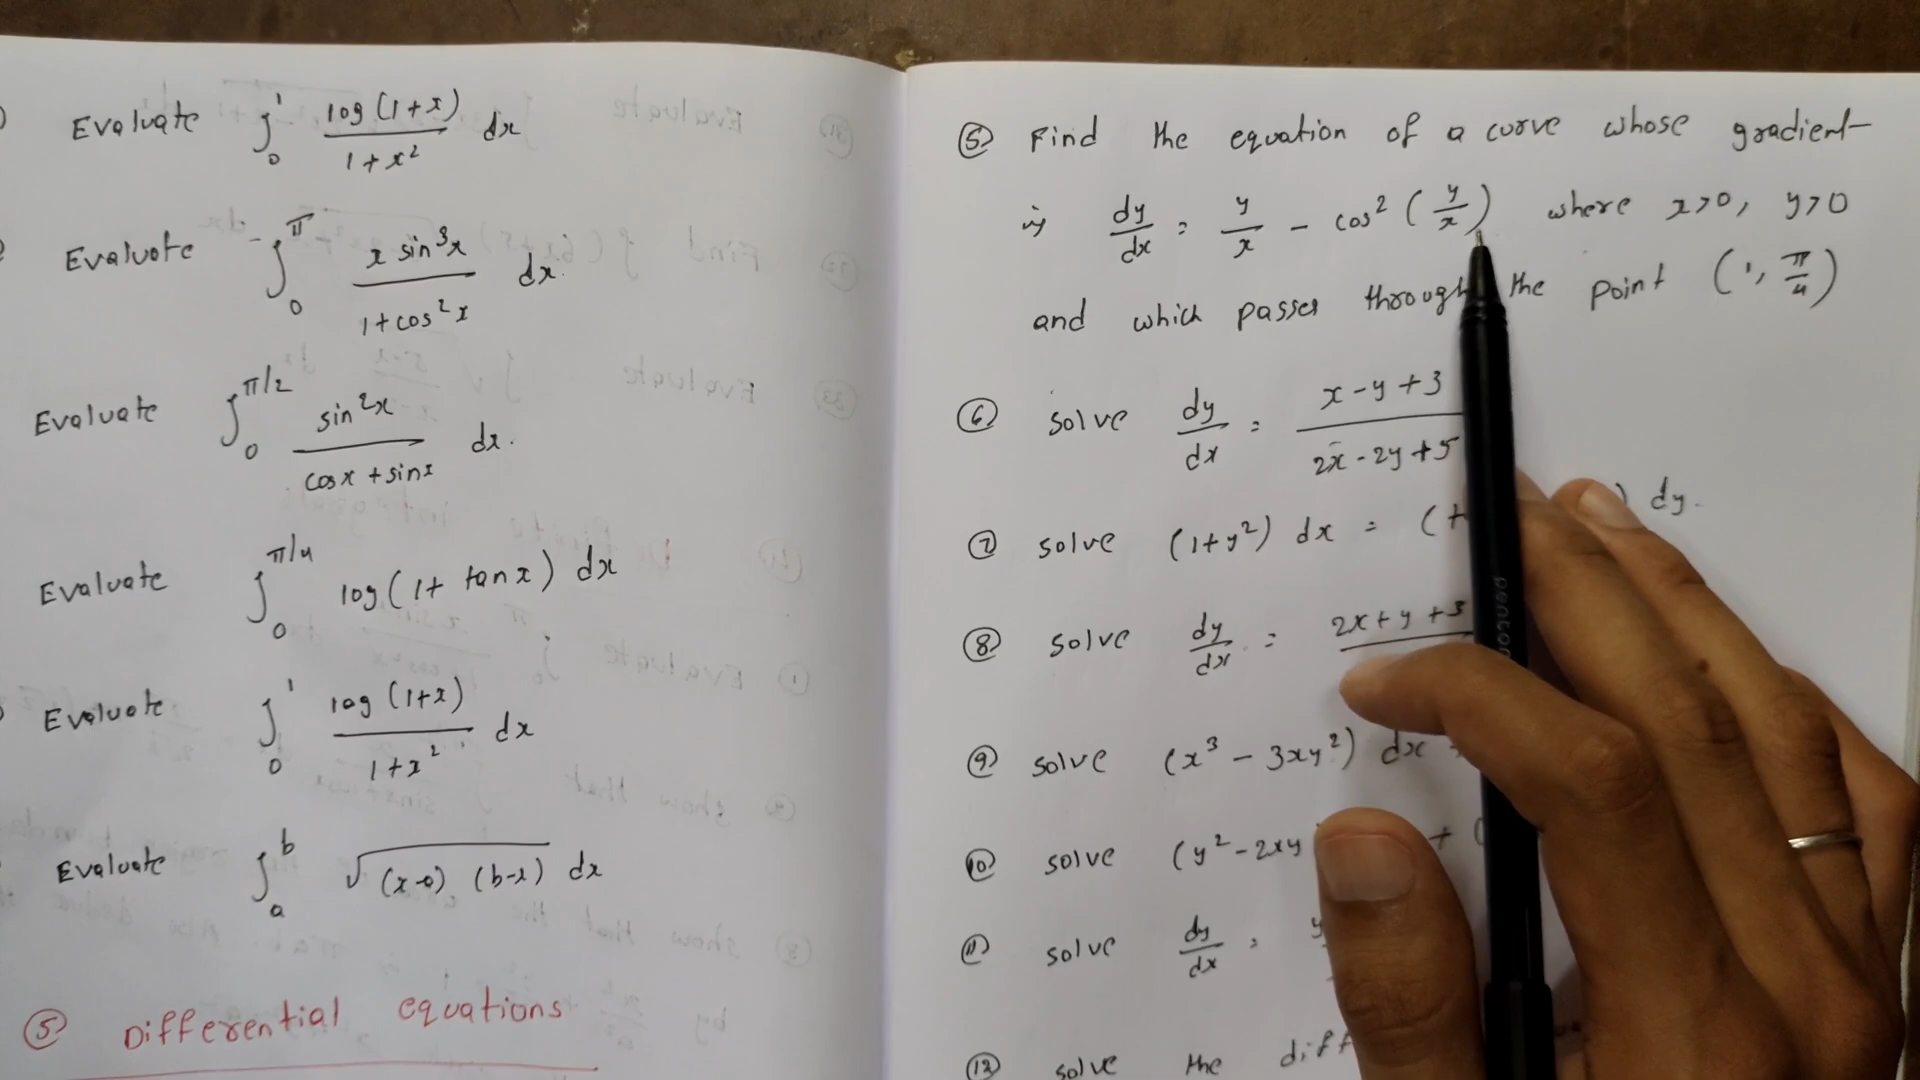 Evaluate ∫₀¹ log(1+x)/(1+x²) dx
Evaluate ∫₀^π x sin³x/(1+cos²x) dx.
Evaluate ∫₀^(π/2) sin²x/(cosx+sinx) dx.
Evaluate ∫₀^(π/4) log(1+tanx) dx
Evaluate ∫₀¹ log(1+x)/(1+x²) dx
Evaluate ∫ₐᵇ √((x-a)(b-x)) dx
⑤ Differential equations
⑤ Find the equation of a curve whose gradient
is dy/dx = y/x - cos²(y/x) where x>0, y>0
and which passes through the point (1, π/4)
⑥ solve dy/dx = (x-y+3)/(2x-2y+5)
⑦ solve (1+y²) dx = ( ) dy.
⑧ solve dy/dx = 2x+y+3
⑨ solve (x³-3xy²) dx
⑩ solve (y²-2xy +
⑪ solve dy/dx = y
⑫ solve the